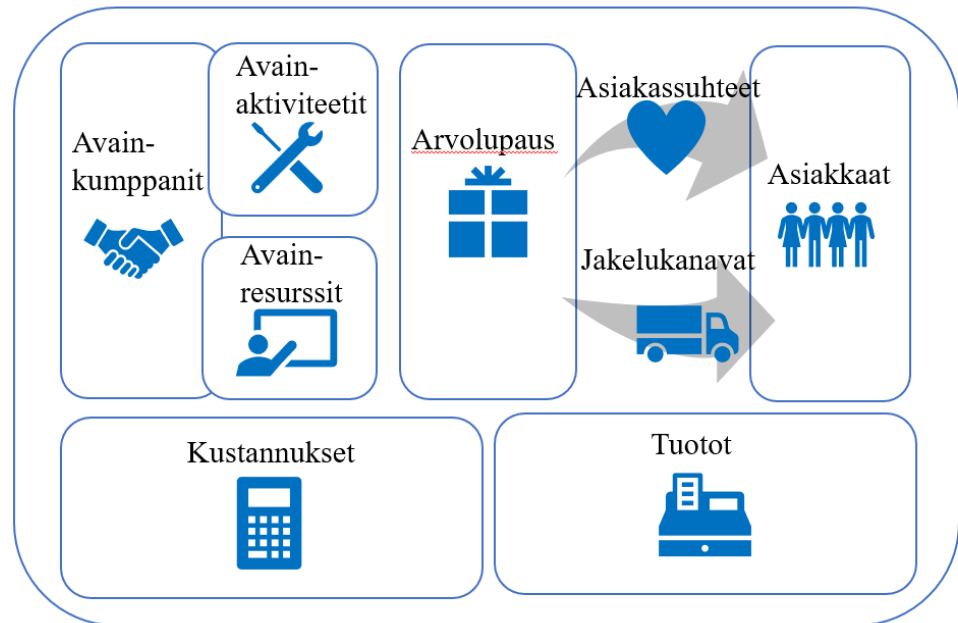 Avain-
kumppanit
Avain-
aktiviteetit
Avain-
resurssit
Arvolupaus
Asiakassuhteet
Jakelukanavat
Asiakkaat
Kustannukset
Tuotot